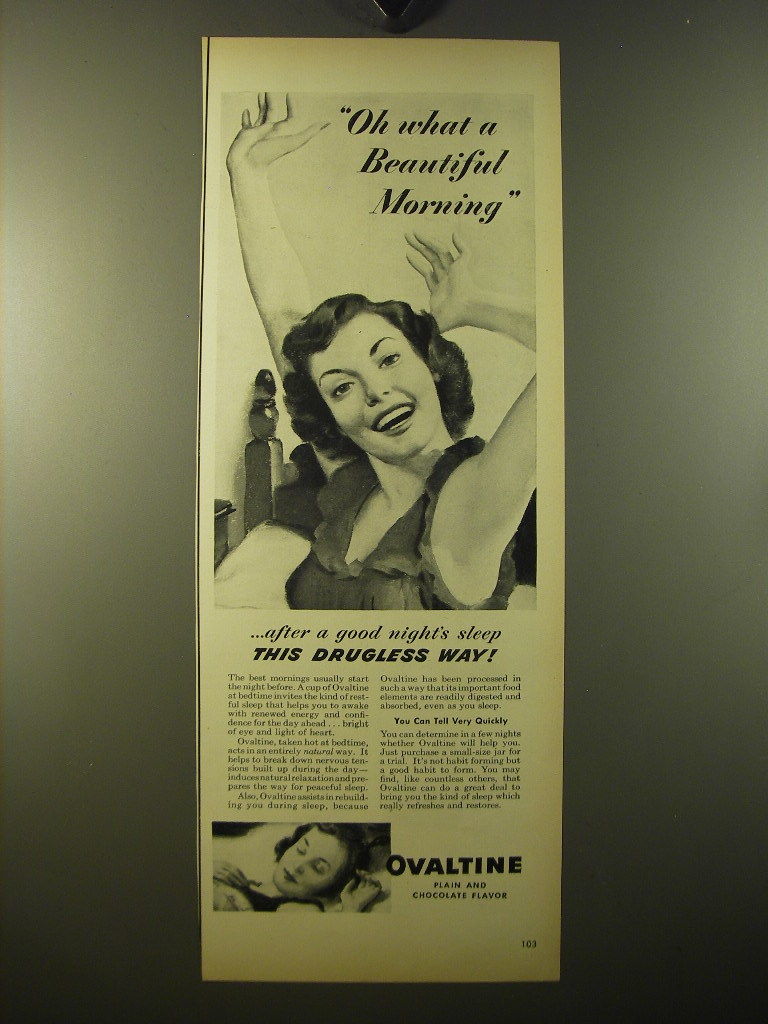 "Oh what a
Beautiful
Morning"
...after a good night's sleep
THIS DRUGLESS WAY!
The best mornings usually start
the night before. A cup of Ovaltine
at bedtime invites the kind of rest-
ful sleep that helps you to awake
with renewed energy and confi-
dence for the day ahead . . . bright
of eye and light of heart.
Ovaltine, taken hot at bedtime,
acts in an entirely natural way. It
helps to break down nervous ten-
sions built up during the day—
induces natural relaxation and pre-
pares the way for peaceful sleep.
Also, Ovaltine assists in rebuild-
ing you during sleep, because
Ovaltine has been processed in
such a way that its important food
elements are readily digested and
absorbed, even as you sleep.
You Can Tell Very Quickly
You can determine in a few nights
whether Ovaltine will help you.
Just purchase a small-size jar for
a trial. It's not habit forming but
a good habit to form. You may
find, like countless others, that
Ovaltine can do a great deal to
bring you the kind of sleep which
really refreshes and restores.
OVALTINE
PLAIN AND
CHOCOLATE FLAVOR
103